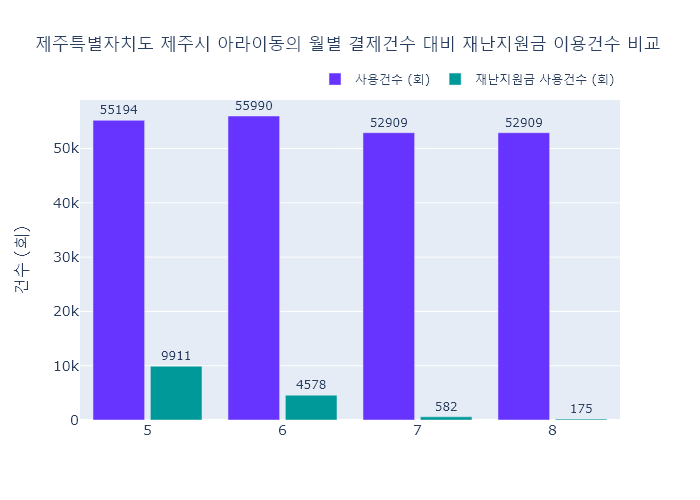 제주특별자치도 제주시 아라이동의 월별 결제건수 대비 재난지원금 이용건수 비교
사용건수 (회) 재난지원금 사용건수 (회)
55194 55990 52909 52909
50k
40k
30k
20k
10k
0
건수 (회)
9911 4578 582 175
5 6 7 8